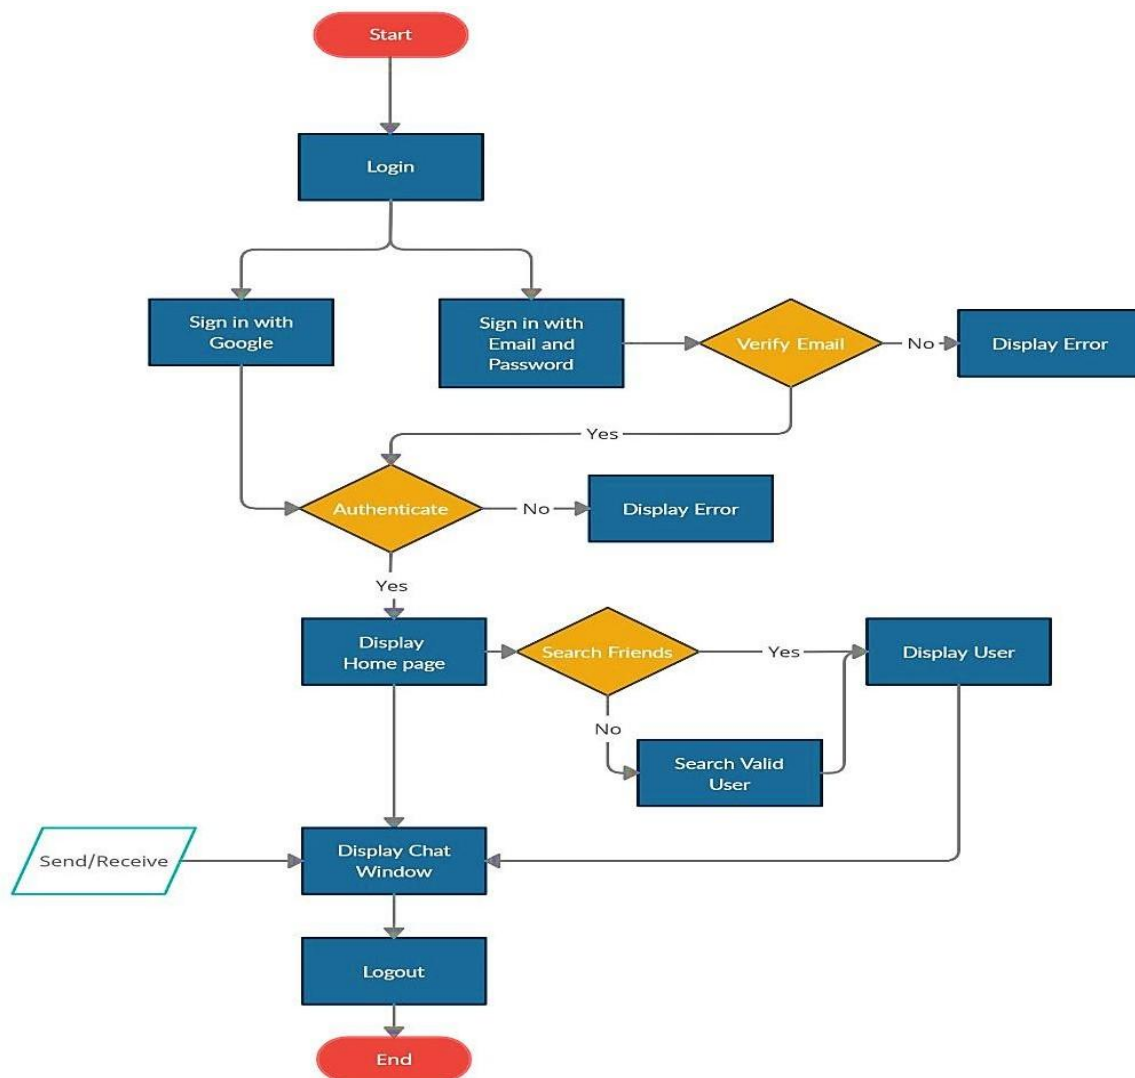 Start
Login
Sign in with
Google
Sign in with
Email and
Password
Verify Email
No
Display Error
Yes
Authenticate
No
Display Error
Yes
Display
Home page
Search Friends
Yes
Display User
No
Search Valid
User
Send/Receive
Display Chat
Window
Logout
End